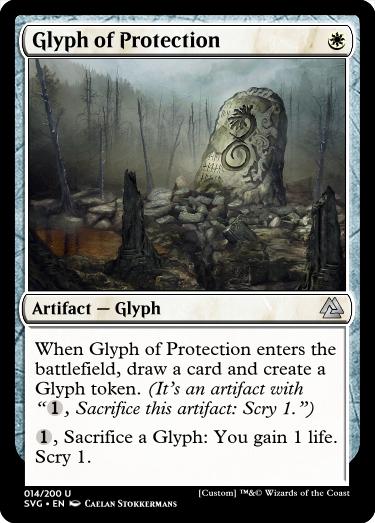 Glyph of Protection
Artifact — Glyph
When Glyph of Protection enters the
battlefield, draw a card and create a
Glyph token. (It's an artifact with
“1, Sacrifice this artifact: Scry 1.”)
1, Sacrifice a Glyph: You gain 1 life.
Scry 1.
014/200 U
SVG • EN Caelan Stokkermans
[Custom] ™&© Wizards of the Coast